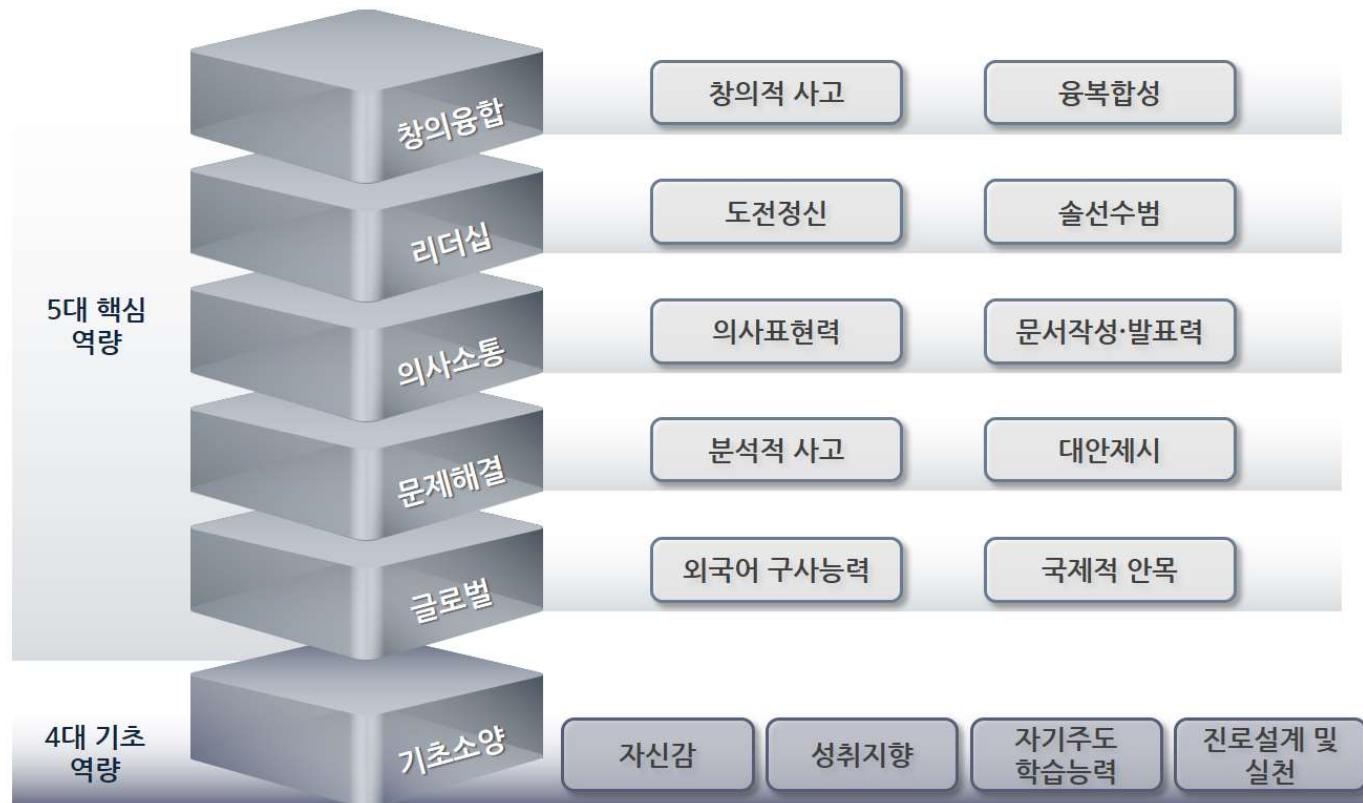 창의융합
창의적 사고
융복합성
리더십
도전정신
솔선수범
5대 핵심
역량
의사소통
의사표현력
문서작성·발표력
문제해결
분석적 사고
대안제시
글로벌
외국어 구사능력
국제적 안목
4대 기초
역량
기초소양
자신감
성취지향
자기주도
학습능력
진로설계 및
실천